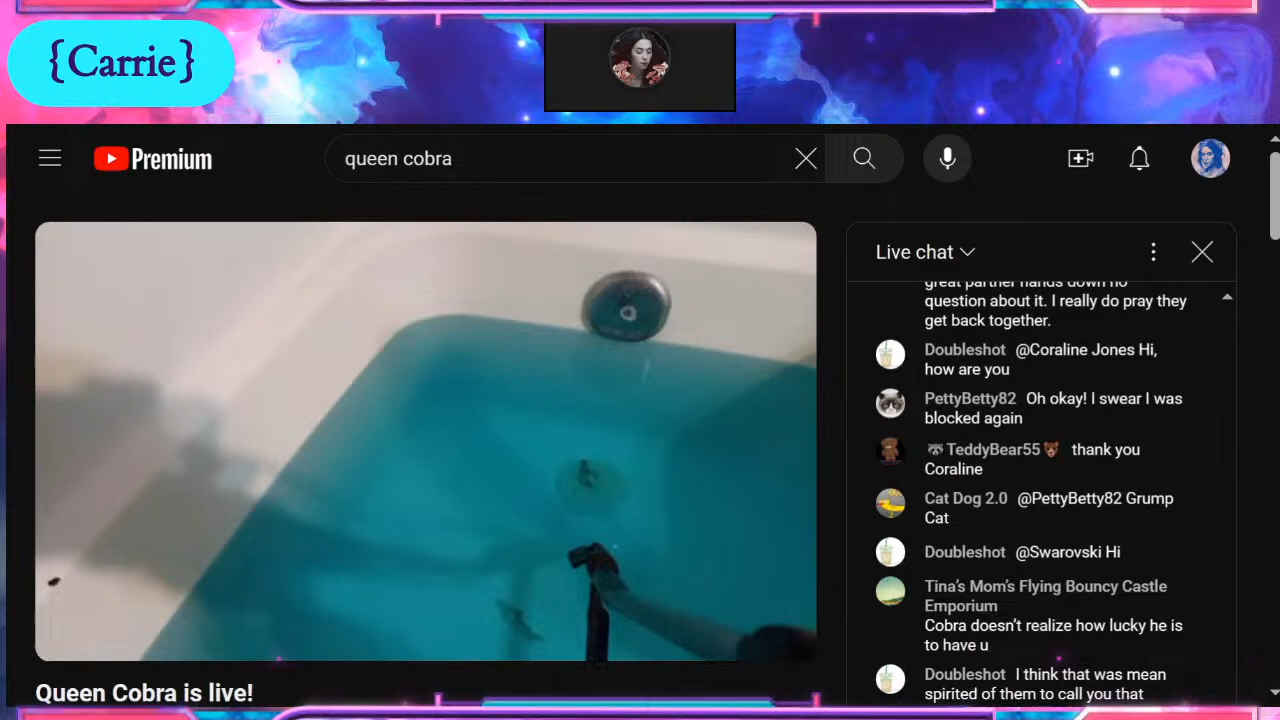 {Carrie}
Premium
queen cobra
Live chat
great partner hands down no
question about it. I really do pray they
get back together.
Doubleshot @Coraline Jones Hi,
how are you
PettyBetty82 Oh okay! I swear I was
blocked again
🦝TeddyBear55🐻 thank you
Coraline
Cat Dog 2.0 @PettyBetty82 Grump
Cat
Doubleshot @Swarovski Hi
Tina's Mom's Flying Bouncy Castle
Emporium
Cobra doesn't realize how lucky he is
to have u
Doubleshot I think that was mean
spirited of them to call you that
Queen Cobra is live!